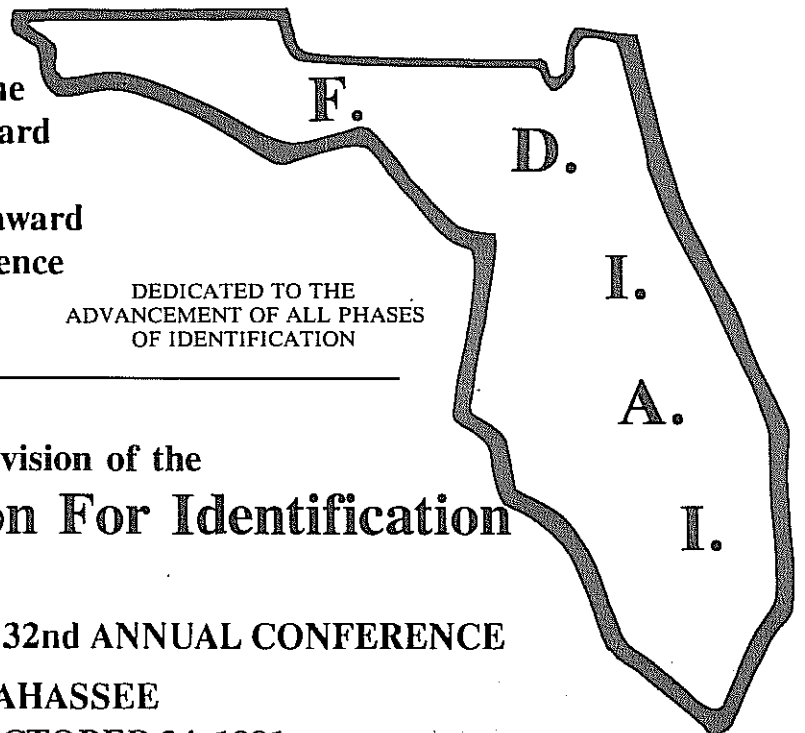 ne
ard
award
ence
F.
D.
I.
A.
I.
DEDICATED TO THE
ADVANCEMENT OF ALL PHASES
OF IDENTIFICATION
vision of the
on For Identification
32nd ANNUAL CONFERENCE
AHASSEE